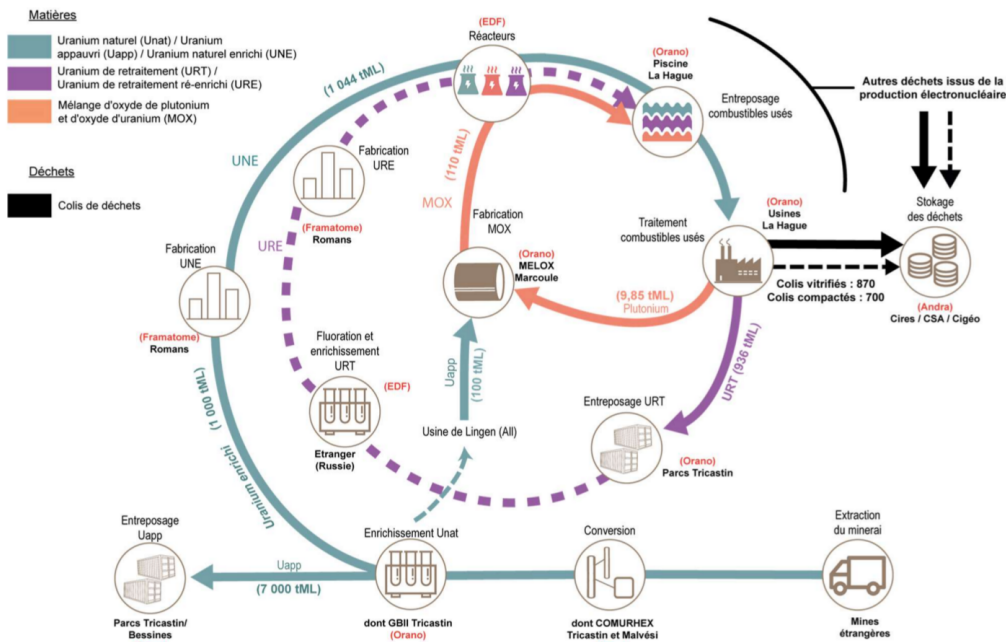 Matières
Uranium naturel (Unat) / Uranium
appauvri (Uapp) / Uranium naturel enrichi (UNE)
Uranium de retraitement (URT) /
Uranium de retraitement ré-enrichi (URE)
Mélange d'oxyde de plutonium
et d'oxyde d'uranium (MOX)
Déchets
Colis de déchets
(EDF)
Réacteurs
(Orano)
Piscine
La Hague
Entreposage
combustibles usés
Autres déchets issus de la
production électronucléaire
(1 044 tML)
UNE
Fabrication
URE
(Framatome)
Romans
URE
(110 tML)
MOX
Fabrication
MOX
(Orano)
MELOX
Marcoule
(Orano)
Usines
La Hague
Traitement
combustibles usés
Stokage
des déchets
Colis vitrifiés : 870
Colis compactés : 700
(Andra)
Cires / CSA / Cigéo
Fabrication
UNE
(Framatome)
Romans
(9,85 tML)
Plutonium
URT (936 tML)
Fluoration et
enrichissement
URT
(EDF)
Etranger
(Russie)
Uapp
(100 tML)
Usine de Lingen (All)
Entreposage URT
(Orano)
Parcs Tricastin
(1 000 tML)
Uranium enrichi
Entreposage
Uapp
Uapp
(7 000 tML)
Parcs Tricastin/
Bessines
Enrichissement Unat
dont GBII Tricastin
(Orano)
Conversion
dont COMURHEX
Tricastin et Malvési
Extraction
du minerai
Mines
étrangères